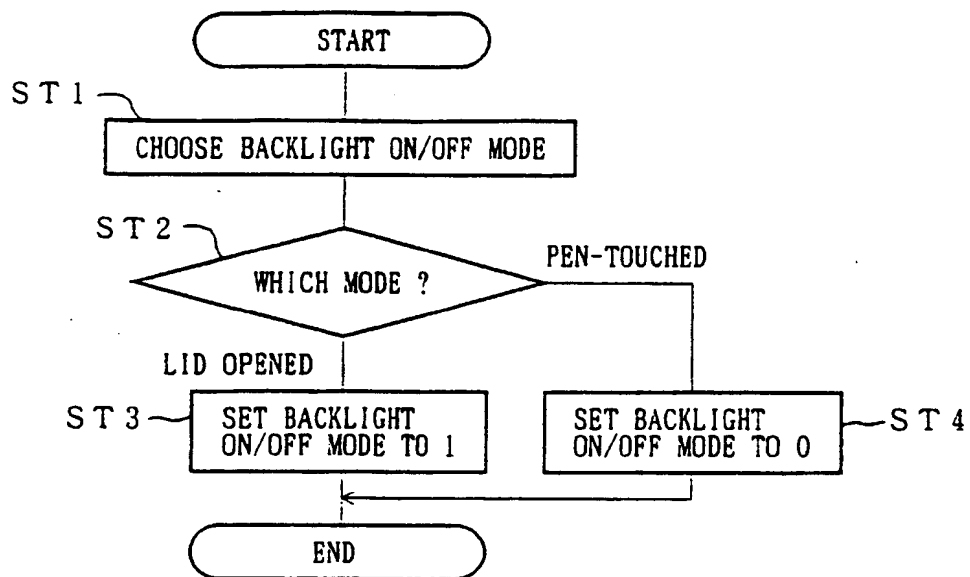 START
ST1
CHOOSE BACKLIGHT ON/OFF MODE
ST2
PEN-TOUCHED
WHICH MODE ?
LID OPENED
ST3
SET BACKLIGHT
ON/OFF MODE TO 1
SET BACKLIGHT
ON/OFF MODE TO 0
ST4
END